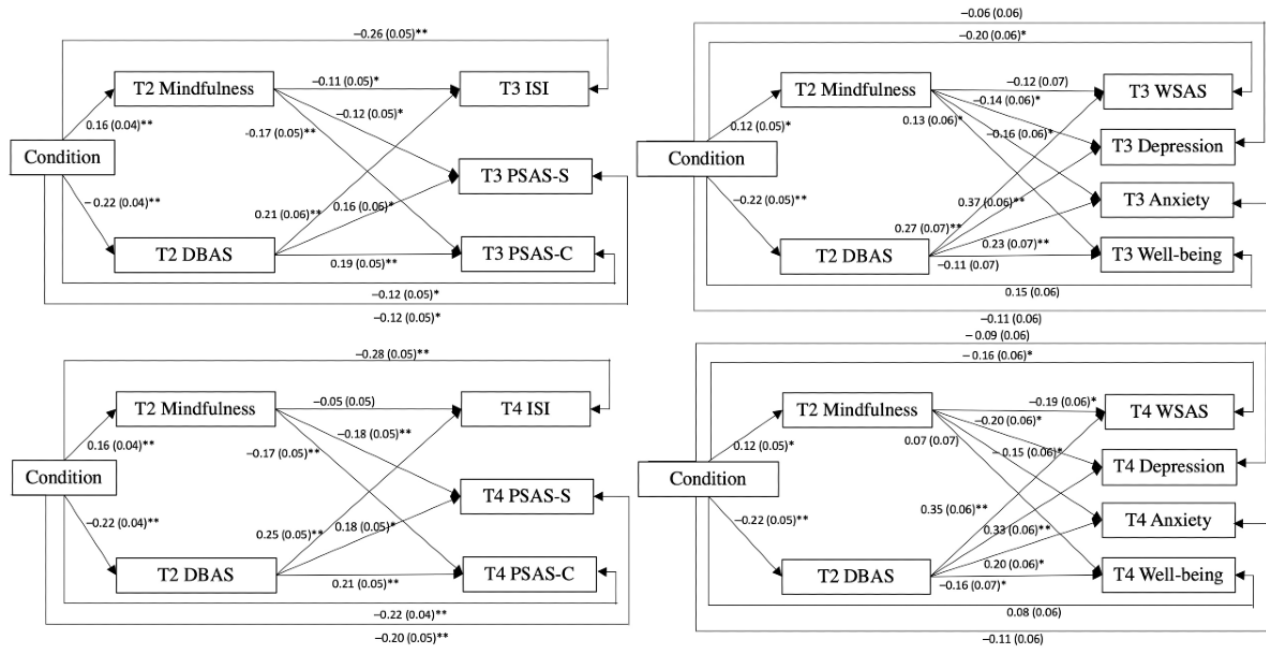 −0.26 (0.05)**
T2 Mindfulness
−0.11 (0.05)*
T3 ISI
0.16 (0.04)**
−0.12 (0.05)*
-0.17 (0.05)**
Condition
T3 PSAS-S
−0.22 (0.04)**
0.21 (0.06)**
0.16 (0.06)*
T2 DBAS
0.19 (0.05)**
T3 PSAS-C
−0.12 (0.05)*
−0.12 (0.05)*
−0.06 (0.06)
−0.20 (0.06)*
T2 Mindfulness
−0.12 (0.07)
T3 WSAS
−0.14 (0.06)*
0.12 (0.05)*
0.13 (0.06)*
−0.16 (0.06)*
T3 Depression
Condition
−0.22 (0.05)**
0.37 (0.06)**
T3 Anxiety
0.27 (0.07)**
0.23 (0.07)**
T2 DBAS
−0.11 (0.07)
T3 Well-being
0.15 (0.06)
−0.11 (0.06)
−0.28 (0.05)**
T2 Mindfulness
−0.05 (0.05)
T4 ISI
0.16 (0.04)**
−0.18 (0.05)**
−0.17 (0.05)**
Condition
T4 PSAS-S
−0.22 (0.04)**
0.25 (0.05)**
0.18 (0.05)*
T2 DBAS
0.21 (0.05)**
T4 PSAS-C
−0.22 (0.04)**
−0.20 (0.05)**
−0.09 (0.06)
−0.16 (0.06)*
T2 Mindfulness
−0.19 (0.06)*
T4 WSAS
−0.20 (0.06)*
0.12 (0.05)*
0.07 (0.07)
−0.15 (0.06)*
T4 Depression
Condition
−0.22 (0.05)**
0.35 (0.06)**
0.33 (0.06)**
T4 Anxiety
0.20 (0.06)*
T2 DBAS
−0.16 (0.07)*
T4 Well-being
0.08 (0.06)
−0.11 (0.06)